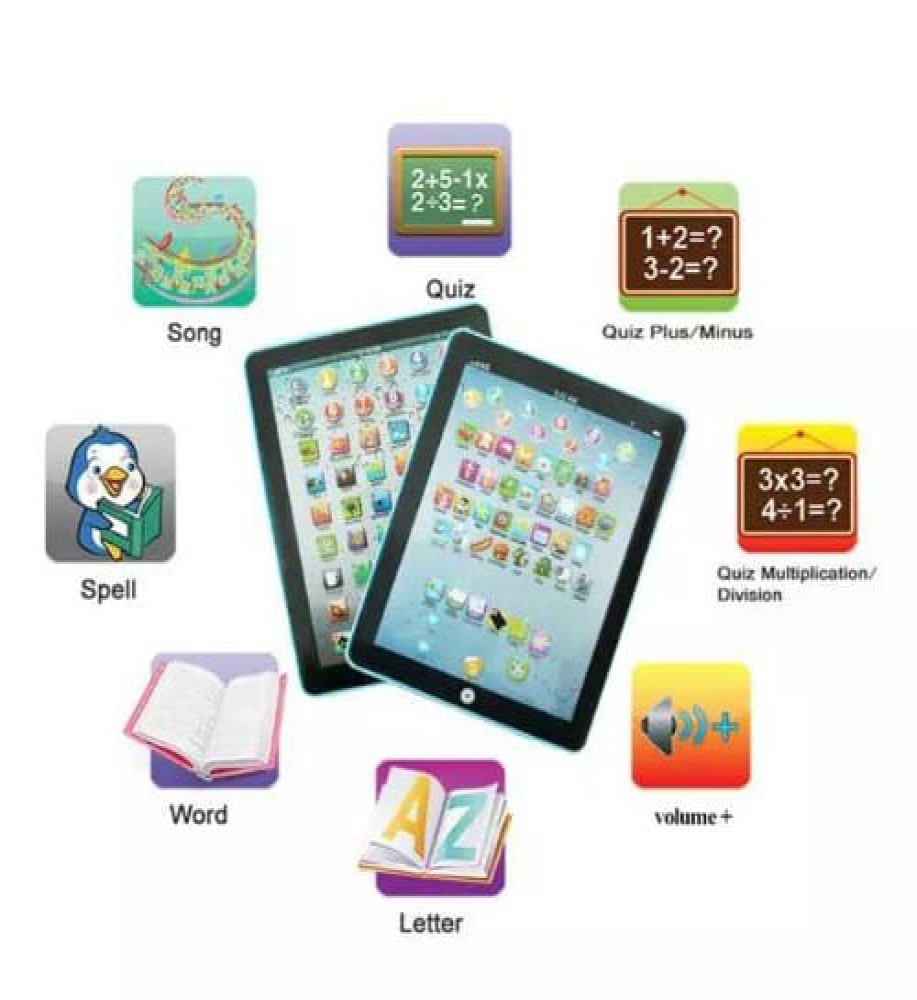 2+5-1x
2÷3=?
Quiz
Song
1+2=?
3-2=?
Quiz Plus/Minus
Spell
3x3=?
4÷1=?
Quiz Multiplication/
Division
Word
volume +
A Z
Letter